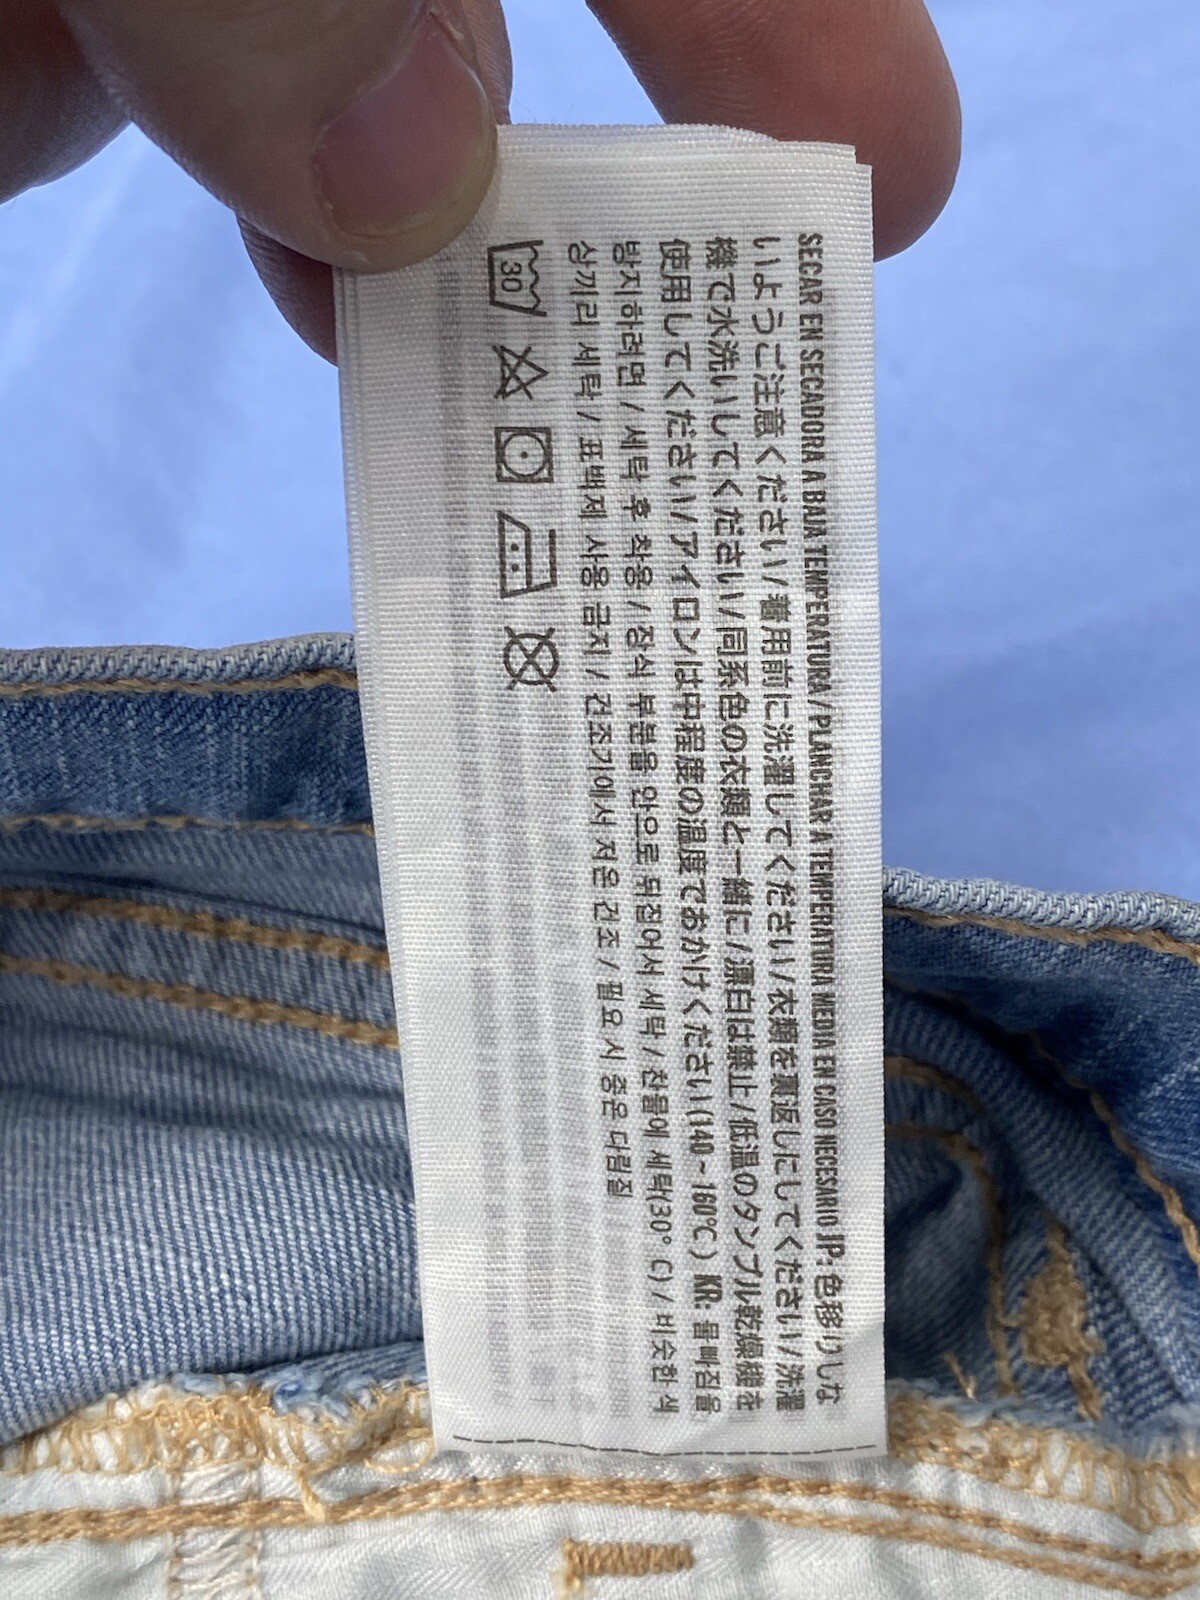 SECAR EN SECADORA A BAJA TEMPERATURA / PLANCHAR A TEMPERATURA MEDIA EN CASO NECESARIO JP: 色移りしな
いようご注意ください / 着用前に洗濯してください / 衣類を裏返しにしてください / 洗濯
機で水洗いしてください / 同系色の衣類と一緒に / 漂白は禁止 / 低温のタンブル乾燥機を
使用してください / アイロンは中程度の温度でおかけください (140 ~ 160℃) KR: 물빠짐을
방지하려면 / 세탁 후 착용 / 장식 부분을 안으로 뒤집어서 세탁 / 찬물에 세탁(30° C) / 비슷한 색
상끼리 세탁 / 표백제 사용 금지 / 건조기에서 저온 건조 / 필요 시 중온 다림질
30